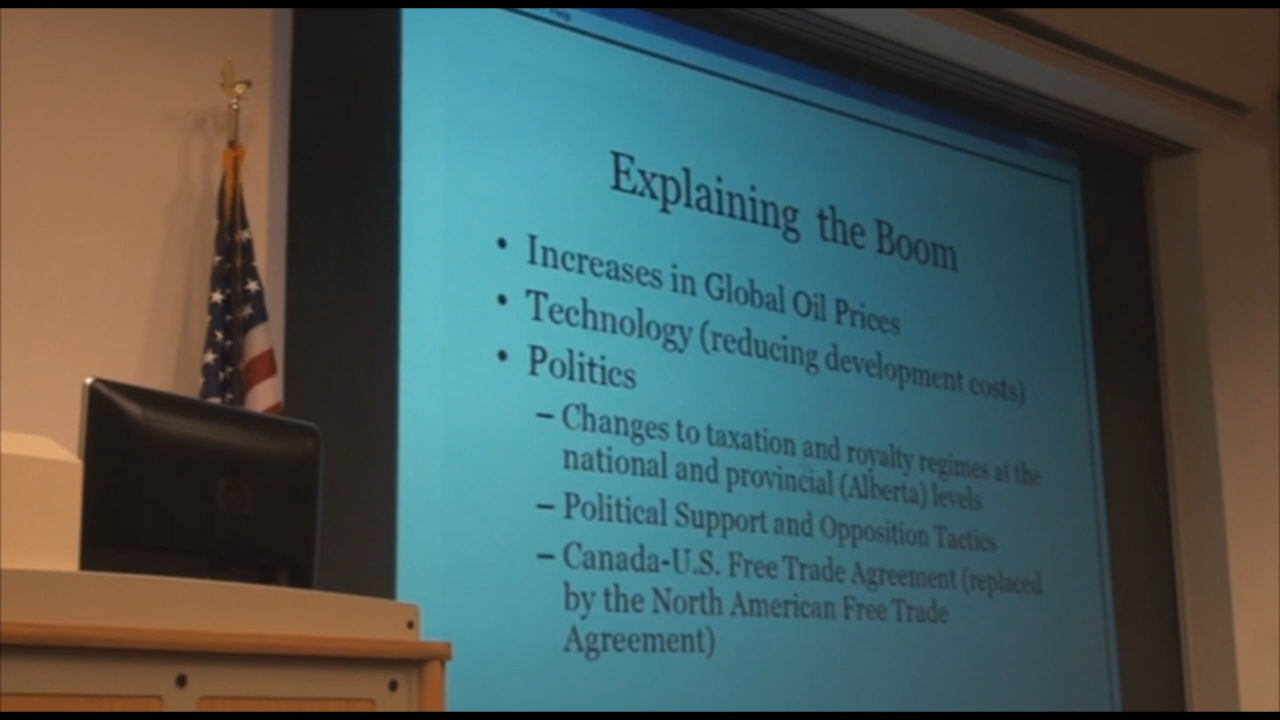 Explaining the Boom
• Increases in Global Oil Prices
• Technology (reducing development costs)
• Politics
– Changes to taxation and royalty regimes at the
national and provincial (Alberta) levels
– Political Support and Opposition Tactics
– Canada-U.S. Free Trade Agreement (replaced
by the North American Free Trade
Agreement)